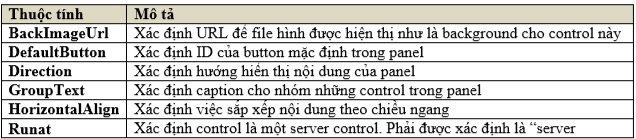 Thuộc tính Mô tả
BackImageUrl Xác định URL để file hình được hiện thị như là background cho control này
DefaultButton Xác định ID của button mặc định trong panel
Direction Xác định hướng hiển thị nội dung của panel
GroupText Xác định caption cho nhóm những control trong panel
HorizontalAlign Xác định việc sắp xếp nội dung theo chiều ngang
Runat Xác định control là một server control. Phải được xác định là “server